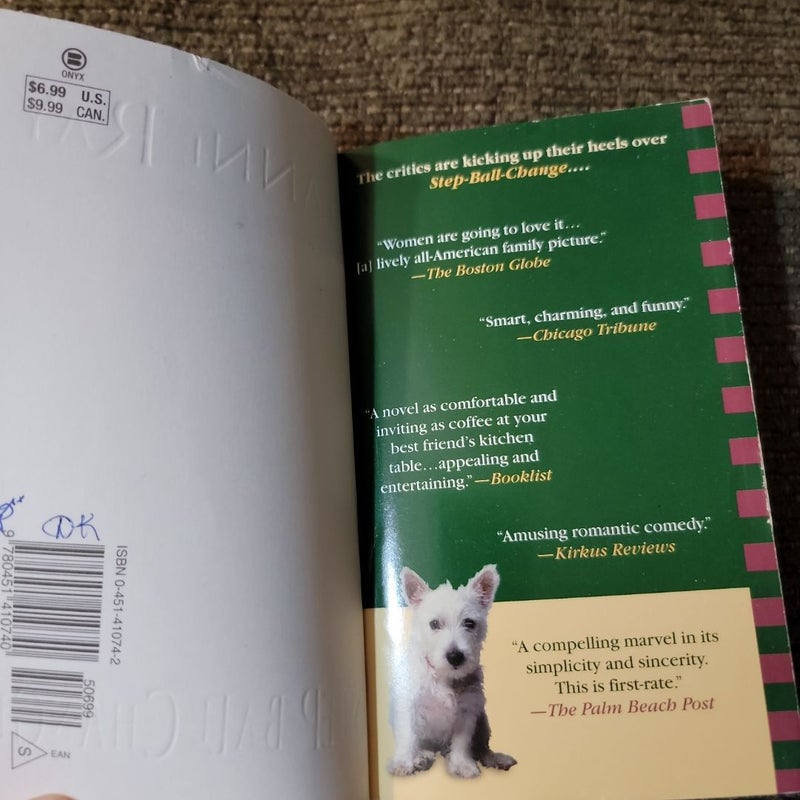 ONYX
$6.99 U.S.
$9.99 CAN.
DK
ISBN 0-451-41074-2
9 780451 410740
50699
S
EAN
The critics are kicking up their heels over
Step-Ball-Change....
“Women are going to love it...
[a] lively all-American family picture.”
—The Boston Globe
“Smart, charming, and funny.”
—Chicago Tribune
“A novel as comfortable and
inviting as coffee at your
best friend’s kitchen
table...appealing and
entertaining.”—Booklist
“Amusing romantic comedy.”
—Kirkus Reviews
“A compelling marvel in its
simplicity and sincerity.
This is first-rate.”
—The Palm Beach Post